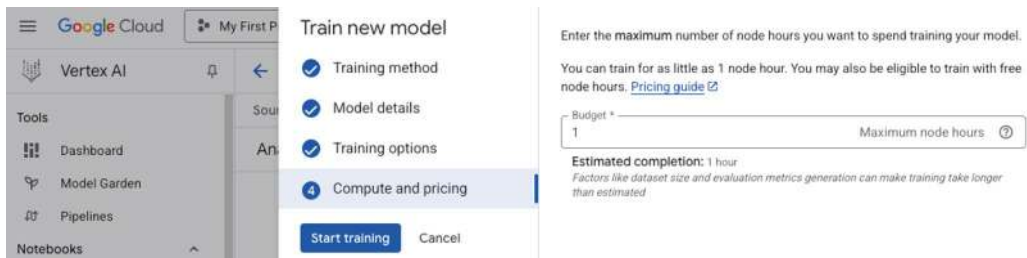 Google Cloud
My First P
Vertex AI
Tools
Dashboard
Model Garden
Pipelines
Notebooks
Sour
Ana
Train new model
Training method
Model details
Training options
4 Compute and pricing
Start training Cancel
Enter the maximum number of node hours you want to spend training your model.
You can train for as little as 1 node hour. You may also be eligible to train with free
node hours. Pricing guide
Budget *
1 Maximum node hours
Estimated completion: 1 hour
Factors like dataset size and evaluation metrics generation can make training take longer
than estimated